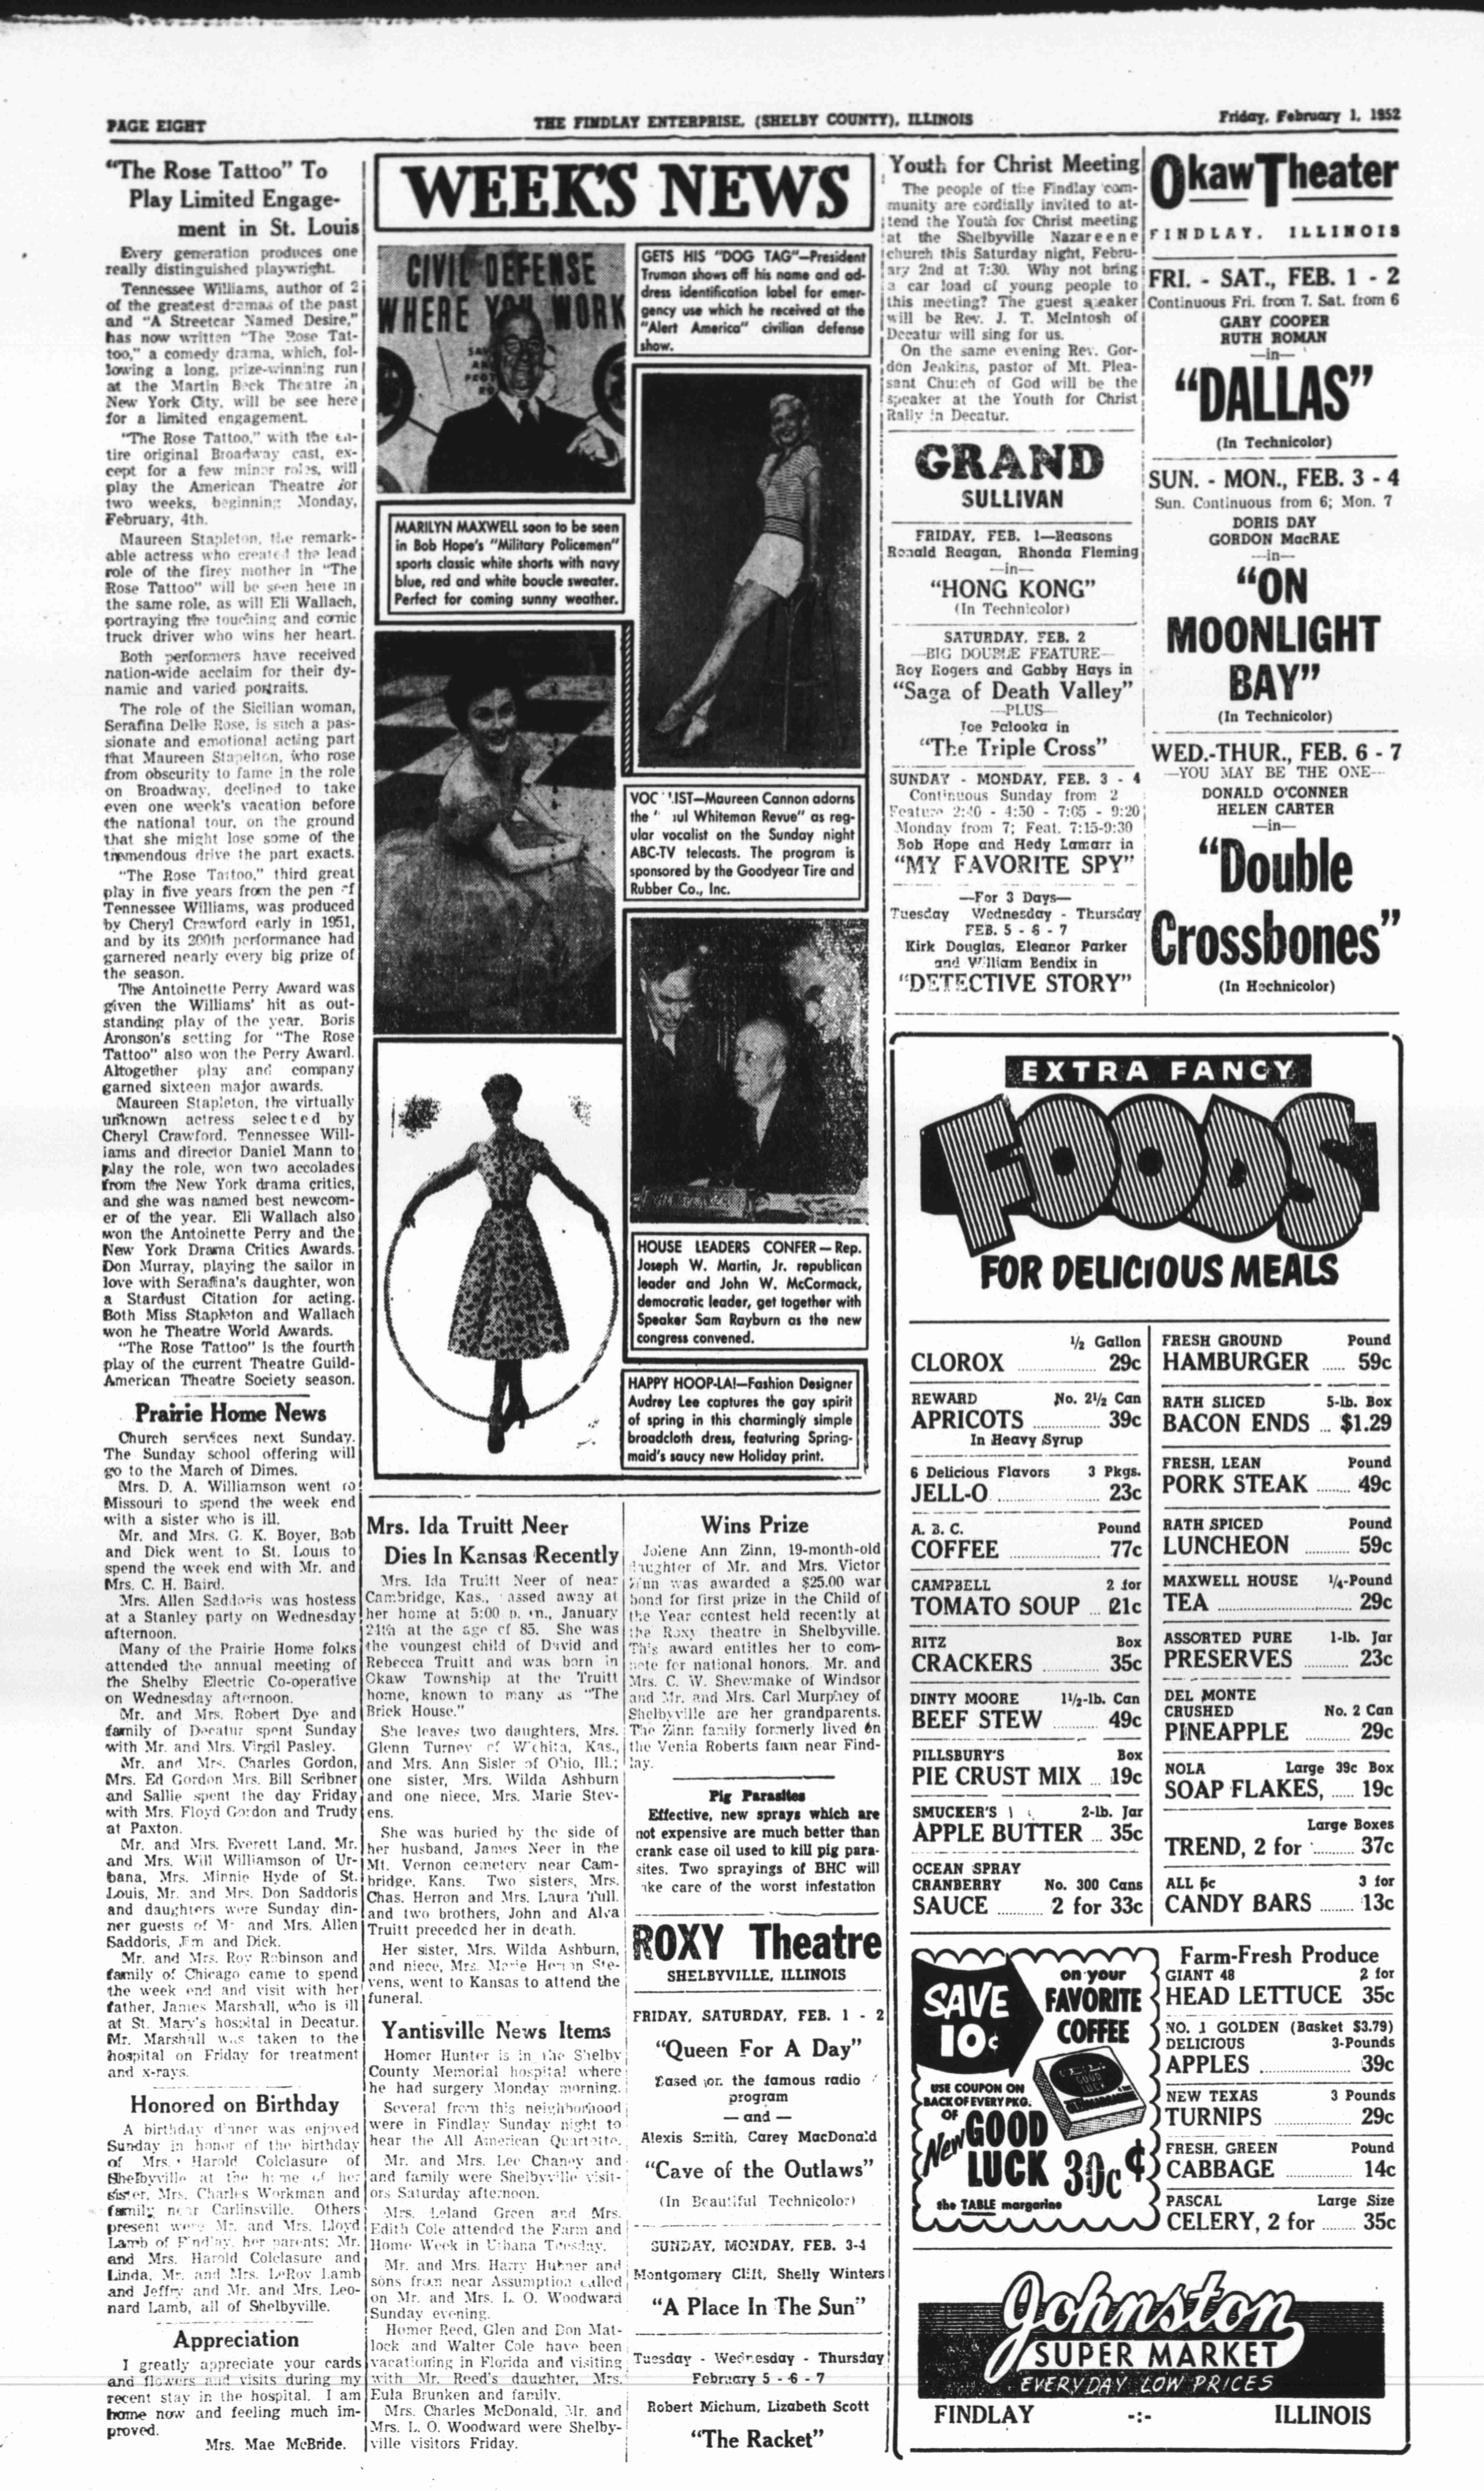 PAGE EIGHT
THE FINDLAY ENTERPRISE, (SHELBY COUNTY), ILLINOIS
Friday, February 1, 1952
"The Rose Tattoo" To
Play Limited Engage-
ment in St. Louis
Every generation produces one
really distinguished playwright.
Tennessee Williams, author of 2
of the greatest dramas of the past
and "A Streetcar Named Desire,"
has now written "The Rose Tat-
too," a comedy drama, which, fol-
lowing a long, prize-winning run
at the Martin Beck Theatre in
New York City, will be see here
for a limited engagement.
"The Rose Tattoo," with the en-
tire original Broadway cast, ex-
cept for a few minor roles, will
play the American Theatre for
two weeks, beginning Monday,
February, 4th.
Maureen Stapleton, the remark-
able actress who created the lead
role of the firey mother in "The
Rose Tattoo" will be seen here in
the same role, as will Eli Wallach,
portraying the touching and comic
truck driver who wins her heart.
Both performers have received
nation-wide acclaim for their dy-
namic and varied portraits.
The role of the Sicilian woman,
Serafina Delle Rose, is such a pas-
sionate and emotional acting part
that Maureen Stapelton, who rose
from obscurity to fame in the role
on Broadway, declined to take
even one week's vacation before
the national tour, on the ground
that she might lose some of the
tremendous drive the part exacts.
"The Rose Tattoo," third great
play in five years from the pen of
Tennessee Williams, was produced
by Cheryl Crawford early in 1951,
and by its 200th performance had
garnered nearly every big prize of
the season.
The Antoinette Perry Award was
given the Williams' hit as out-
standing play of the year. Boris
Aronson's setting for "The Rose
Tattoo" also won the Perry Award.
Altogether play and company
garned sixteen major awards.
Maureen Stapleton, the virtually
unknown actress selected by
Cheryl Crawford, Tennessee Will-
iams and director Daniel Mann to
play the role, won two accolades
from the New York drama critics,
and she was named best newcom-
er of the year. Eli Wallach also
won the Antoinette Perry and the
New York Drama Critics Awards.
Don Murray, playing the sailor in
love with Serafina's daughter, won
a Stardust Citation for acting.
Both Miss Stapleton and Wallach
won he Theatre World Awards.
"The Rose Tattoo" is the fourth
play of the current Theatre Guild-
American Theatre Society season.
Prairie Home News
Church services next Sunday.
The Sunday school offering will
go to the March of Dimes.
Mrs. D. A. Williamson went to
Missouri to spend the week end
with a sister who is ill.
Mr. and Mrs. G. K. Boyer, Bob
and Dick went to St. Louis to
spend the week end with Mr. and
Mrs. C. H. Baird.
Mrs. Allen Saddoris was hostess
at a Stanley party on Wednesday
afternoon.
Many of the Prairie Home folks
attended the annual meeting of
the Shelby Electric Co-operative
on Wednesday afternoon.
Mr. and Mrs. Robert Dye and
family of Decatur spent Sunday
with Mr. and Mrs. Virgil Pasley.
Mr. and Mrs. Charles Gordon,
Mrs. Ed Gordon Mrs. Bill Scribner
and Sallie spent the day Friday
with Mrs. Floyd Gordon and Trudy
at Paxton.
Mr. and Mrs. Everett Land, Mr.
and Mrs. Will Williamson of Ur-
bana, Mrs. Minnie Hyde of St.
Louis, Mr. and Mrs. Don Saddoris
and daughters were Sunday din-
ner guests of Mr and Mrs. Allen
Saddoris, Jim and Dick.
Mr. and Mrs. Roy Robinson and
family of Chicago came to spend
the week end and visit with her
father, James Marshall, who is ill
at St. Mary's hospital in Decatur.
Mr. Marshall was taken to the
hospital on Friday for treatment
and x-rays.
Honored on Birthday
A birthday dinner was enjoyed
Sunday in honor of the birthday
of Mrs. Harold Colclasure of
Shelbyville at the home of her
sister, Mrs. Charles Workman and
family near Carlinsville. Others
present were Mr. and Mrs. Lloyd
Lamb of Findlay, her parents; Mr.
and Mrs. Harold Colclasure and
Linda, Mr. and Mrs. LeRoy Lamb
and Jeffry and Mr. and Mrs. Leo-
nard Lamb, all of Shelbyville.
Appreciation
I greatly appreciate your cards
and flowers and visits during my
recent stay in the hospital. I am
home now and feeling much im-
proved.
Mrs. Mae McBride.
WEEK'S NEWS
CIVIL DEFENSE
WHERE YOU WORK
GETS HIS "DOG TAG"—President
Truman shows off his name and ad-
dress identification label for emer-
gency use which he received at the
"Alert America" civilian defense
show.
MARILYN MAXWELL soon to be seen
in Bob Hope's "Military Policemen"
sports classic white shorts with navy
blue, red and white boucle sweater.
Perfect for coming sunny weather.
VOC IST—Maureen Cannon adorns
the " ul Whiteman Revue" as reg-
ular vocalist on the Sunday night
ABC-TV telecasts. The program is
sponsored by the Goodyear Tire and
Rubber Co., Inc.
HOUSE LEADERS CONFER—Rep.
Joseph W. Martin, Jr. republican
leader and John W. McCormack,
democratic leader, get together with
Speaker Sam Rayburn as the new
congress convened.
HAPPY HOOP-LA!—Fashion Designer
Audrey Lee captures the gay spirit
of spring in this charmingly simple
broadcloth dress, featuring Spring-
maid's saucy new Holiday print.
Mrs. Ida Truitt Neer
Dies In Kansas Recently
Mrs. Ida Truitt Neer of near
Cambridge, Kas., assed away at
her home at 5:00 p. m., January
24th at the age of 85. She was
the youngest child of David and
Rebecca Truitt and was born in
Okaw Township at the Truitt
home, known to many as "The
Brick House."
She leaves two daughters, Mrs.
Glenn Turney of Wichita, Kas.,
and Mrs. Ann Sisler of Ohio, Ill.;
one sister, Mrs. Wilda Ashburn
and one niece, Mrs. Marie Stev-
ens.
She was buried by the side of
her husband, James Neer in the
Mt. Vernon cemetery near Cam-
bridge, Kans. Two sisters, Mrs.
Chas. Herron and Mrs. Laura Tull.
and two brothers, John and Alva
Truitt preceded her in death.
Her sister, Mrs. Wilda Ashburn,
and niece, Mrs. Marie Ste-
vens, went to Kansas to attend the
funeral.
Yantisville News Items
Homer Hunter is in the Shelby
County Memorial hospital where
he had surgery Monday morning.
Several from this neighborhood
were in Findlay Sunday night to
hear the All American Quartette.
Mr. and Mrs. Lee Chaney and
and family were Shelbyville visit-
ors Saturday afternoon.
Mrs. Leland Green and Mrs.
Edith Cole attended the Farm and
Home Week in Urbana Tuesday.
Mr. and Mrs. Harry Hubner and
sons from near Assumption called
on Mr. and Mrs. L. O. Woodward
Sunday evening.
Homer Reed, Glen and Don Mat-
lock and Walter Cole have been
vacationing in Florida and visiting
with Mr. Reed's daughter, Mrs.
Eula Brunken and family.
Mrs. Charles McDonald, Mr. and
Mrs. L. O. Woodward were Shelby-
ville visitors Friday.
Wins Prize
Jolene Ann Zinn, 19-month-old
daughter of Mr. and Mrs. Victor
Zinn was awarded a $25.00 war
bond for first prize in the Child of
the Year contest held recently at
the Roxy theatre in Shelbyville.
This award entitles her to com-
pete for national honors. Mr. and
Mrs. C. W. Shewmake of Windsor
and Mr. and Mrs. Carl Murphey of
Shelbyville are her grandparents.
The Zinn family formerly lived on
the Venla Roberts farm near Find-
lay.
Pig Parasites
Effective, new sprays which are
not expensive are much better than
crank case oil used to kill pig para-
sites. Two sprayings of BHC will
ake care of the worst infestation
ROXY Theatre
SHELBYVILLE, ILLINOIS
FRIDAY, SATURDAY, FEB. 1 - 2
"Queen For A Day"
Based on the famous radio
program
— and —
Alexis Smith, Carey MacDonald
"Cave of the Outlaws"
(In Beautiful Technicolor)
SUNDAY, MONDAY, FEB. 3-4
Montgomery Clift, Shelly Winters
"A Place In The Sun"
Tuesday - Wednesday - Thursday
February 5 - 6 - 7
Robert Michum, Lizabeth Scott
"The Racket"
Youth for Christ Meeting
The people of the Findlay com-
munity are cordially invited to at-
tend the Youth for Christ meeting
at the Shelbyville Nazareene
church this Saturday night, Febru-
ary 2nd at 7:30. Why not bring
a car load of young people to
this meeting? The guest speaker
will be Rev. J. T. McIntosh of
Decatur will sing for us.
On the same evening Rev. Gor-
don Jenkins, pastor of Mt. Plea-
sant Church of God will be the
speaker at the Youth for Christ
Rally in Decatur.
GRAND
SULLIVAN
FRIDAY, FEB. 1—Reasons
Ronald Reagan, Rhonda Fleming
—in—
"HONG KONG"
(In Technicolor)
SATURDAY, FEB. 2
—BIG DOUBLE FEATURE—
Roy Rogers and Gabby Hays in
"Saga of Death Valley"
—PLUS—
Joe Palooka in
"The Triple Cross"
SUNDAY - MONDAY, FEB. 3 - 4
Continuous Sunday from 2
Feature 2:40 - 4:50 - 7:05 - 9:20
Monday from 7; Feat. 7:15-9:30
Bob Hope and Hedy Lamarr in
"MY FAVORITE SPY"
—For 3 Days—
Tuesday Wednesday - Thursday
FEB. 5 - 6 - 7
Kirk Douglas, Eleanor Parker
and William Bendix in
"DETECTIVE STORY"
Okaw Theater
FINDLAY, ILLINOIS
FRI. - SAT., FEB. 1 - 2
Continuous Fri. from 7. Sat. from 6
GARY COOPER
RUTH ROMAN
—in—
"DALLAS"
(In Technicolor)
SUN. - MON., FEB. 3 - 4
Sun. Continuous from 6; Mon. 7
DORIS DAY
GORDON MacRAE
—in—
"ON
MOONLIGHT
BAY"
(In Technicolor)
WED.-THUR., FEB. 6 - 7
—YOU MAY BE THE ONE—
DONALD O'CONNER
HELEN CARTER
—in—
"Double
Crossbones"
(In Hechnicolor)
EXTRA FANCY
FOODS
FOR DELICIOUS MEALS
½ Gallon
CLOROX 29c
REWARD No. 2½ Can
APRICOTS 39c
In Heavy Syrup
6 Delicious Flavors 3 Pkgs.
JELL-O 23c
A. B. C. Pound
COFFEE 77c
CAMPBELL 2 for
TOMATO SOUP 21c
RITZ Box
CRACKERS 35c
DINTY MOORE 1½-lb. Can
BEEF STEW 49c
PILLSBURY'S Box
PIE CRUST MIX 19c
SMUCKER'S 2-lb. Jar
APPLE BUTTER 35c
OCEAN SPRAY
CRANBERRY No. 300 Cans
SAUCE 2 for 33c
FRESH GROUND Pound
HAMBURGER 59c
RATH SLICED 5-lb. Box
BACON ENDS $1.29
FRESH, LEAN Pound
PORK STEAK 49c
RATH SPICED Pound
LUNCHEON 59c
MAXWELL HOUSE ¼-Pound
TEA 29c
ASSORTED PURE 1-lb. Jar
PRESERVES 23c
DEL MONTE
CRUSHED No. 2 Can
PINEAPPLE 29c
NOLA Large 39c Box
SOAP FLAKES, 19c
Large Boxes
TREND, 2 for 37c
ALL 5c 3 for
CANDY BARS 13c
SAVE
10c
on your
FAVORITE
COFFEE
USE COUPON ON
BACK OF EVERY PKG.
OF
New GOOD
LUCK 30c ¢
the TABLE margarine
Farm-Fresh Produce
GIANT 48 2 for
HEAD LETTUCE 35c
NO. 1 GOLDEN (Basket $3.79)
DELICIOUS 3-Pounds
APPLES 39c
NEW TEXAS 3 Pounds
TURNIPS 29c
FRESH, GREEN Pound
CABBAGE 14c
PASCAL Large Size
CELERY, 2 for 35c
Johnston
SUPER MARKET
EVERYDAY LOW PRICES
FINDLAY -:- ILLINOIS